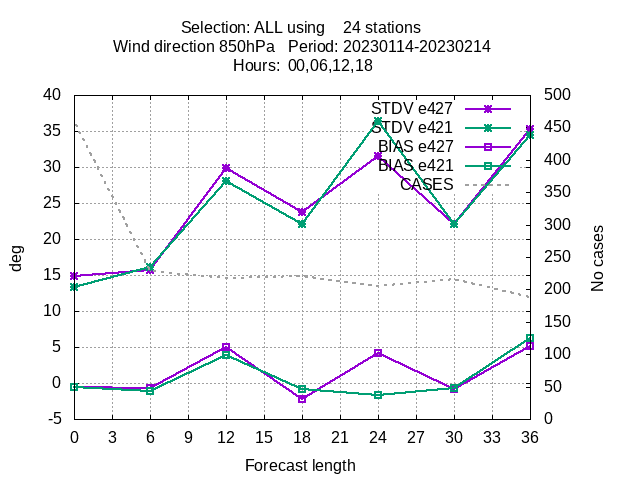 Selection: ALL using 24 stations
Wind direction 850hPa Period: 20230114-20230214
Hours: 00,06,12,18
STDV e427
STDV e421
BIAS e427
BIAS e421
CASES
40
35
30
25
20
15
10
5
0
-5
deg
500
450
400
350
300
250
200
150
100
50
0
No cases
0 3 6 9 12 15 18 21 24 27 30 33 36
Forecast length